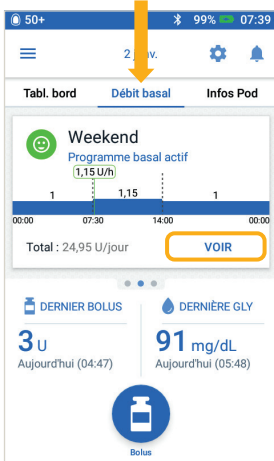 50+ 99% 07:39
2 j nv.
Tabl. bord Débit basal Infos Pod
Weekend
Programme basal actif
1,15 U/h
1 1,15 1
00:00 07:30 14:00 00:00
Total : 24,95 U/jour VOIR
DERNIER BOLUS DERNIÈRE GLY
3 U 91 mg/dL
Aujourd'hui (04:47) Aujourd'hui (05:48)
Bolus